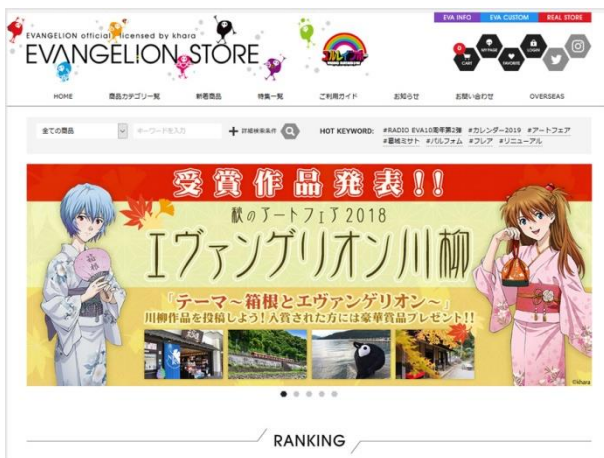 EVA INFO EVA CUSTOM REAL STORE
EVANGELION official licensed by khara
EVANGELION STORE
MY PAGE LOGIN
CART FAVORITE
HOME 商品カテゴリ一覧 新着商品 特集一覧 ご利用ガイド お知らせ お問い合わせ OVERSEAS
全ての商品 キーワードを入力 + 詳細検索条件 HOT KEYWORD: #RADIO EVA10周年第2弾 #カレンダー2019 #アートフェア
#葛城ミサト #パルフォム #フレア #リニューアル
受賞作品発表!!
秋のアートフェア2018
エヴァンゲリオン川柳
箱根
「テーマ~箱根とエヴァンゲリオン~」
川柳作品を投稿しよう!入賞された方には豪華賞品プレゼント!!
©khara
RANKING